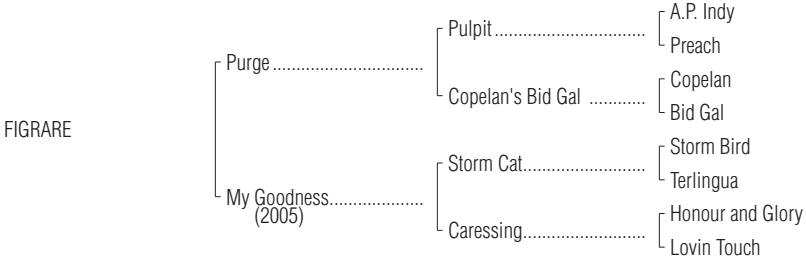 A.P. Indy
Pulpit................................
Preach
Purge................................
Copelan
Copelan's Bid Gal ............
Bid Gal
FIGRARE
Storm Bird
Storm Cat..........................
Terlingua
My Goodness....................
(2005)
Honour and Glory
Caressing..........................
Lovin Touch